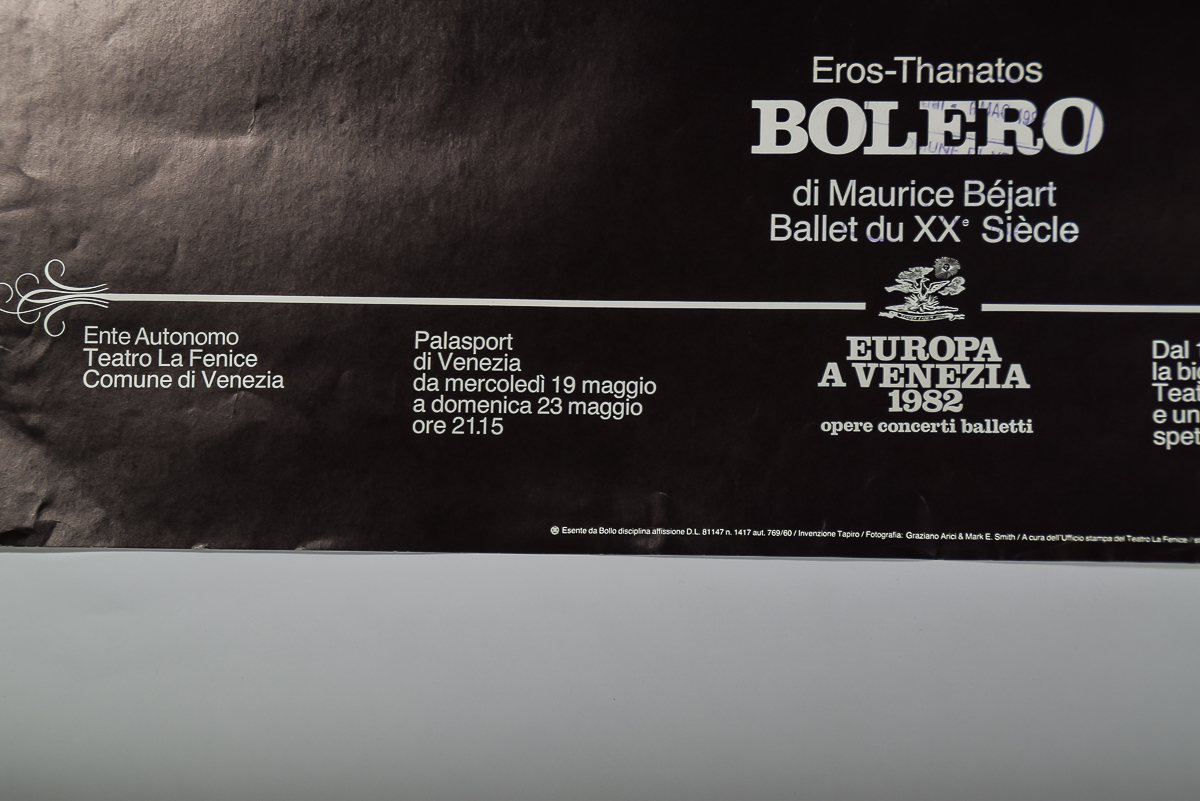 Eros-Thanatos
BOLERO
di Maurice Béjart
Ballet du XXe Siècle
Ente Autonomo
Teatro La Fenice
Comune di Venezia
Palasport
di Venezia
da mercoledì 19 maggio
a domenica 23 maggio
ore 21.15
EUROPA
A VENEZIA
1982
opere concerti balletti
Dal
la
e un
Esente da Bollo disciplina affissione D.L. 81147 n. 1417 aut. 769/60 / Invenzione Tapiro / Fotografia: Graziano Arici & Mark E. Smith / A cura dell'Ufficio stampa del Teatro La Fenice /